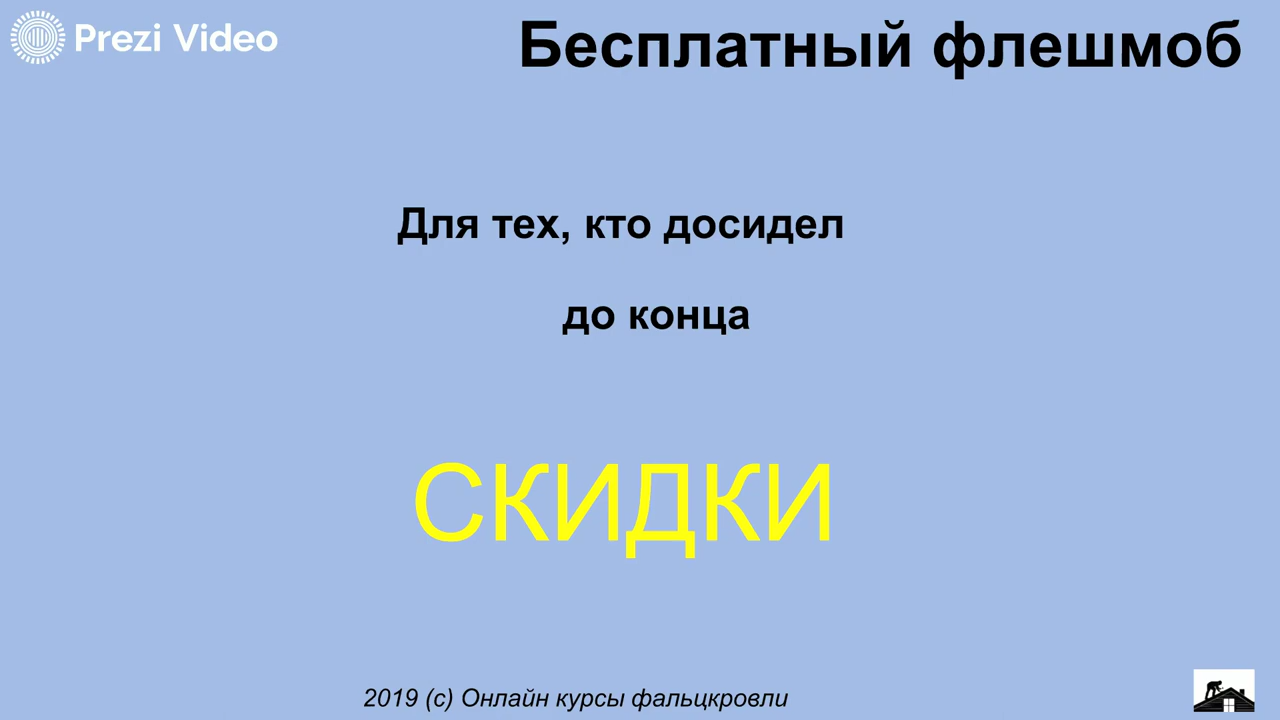 Prezi Video
Бесплатный флешмоб
Для тех, кто досидел
до конца
СКИДКИ
2019 (с) Онлайн курсы фальцкровли